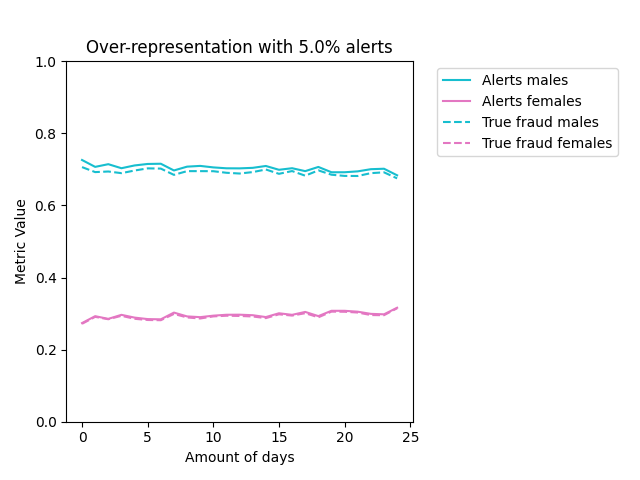 Over-representation with 5.0% alerts
1.0
0.8
0.6
0.4
0.2
0.0
Metric Value
0
5
10
15
20
25
Amount of days
Alerts males
Alerts females
True fraud males
True fraud females